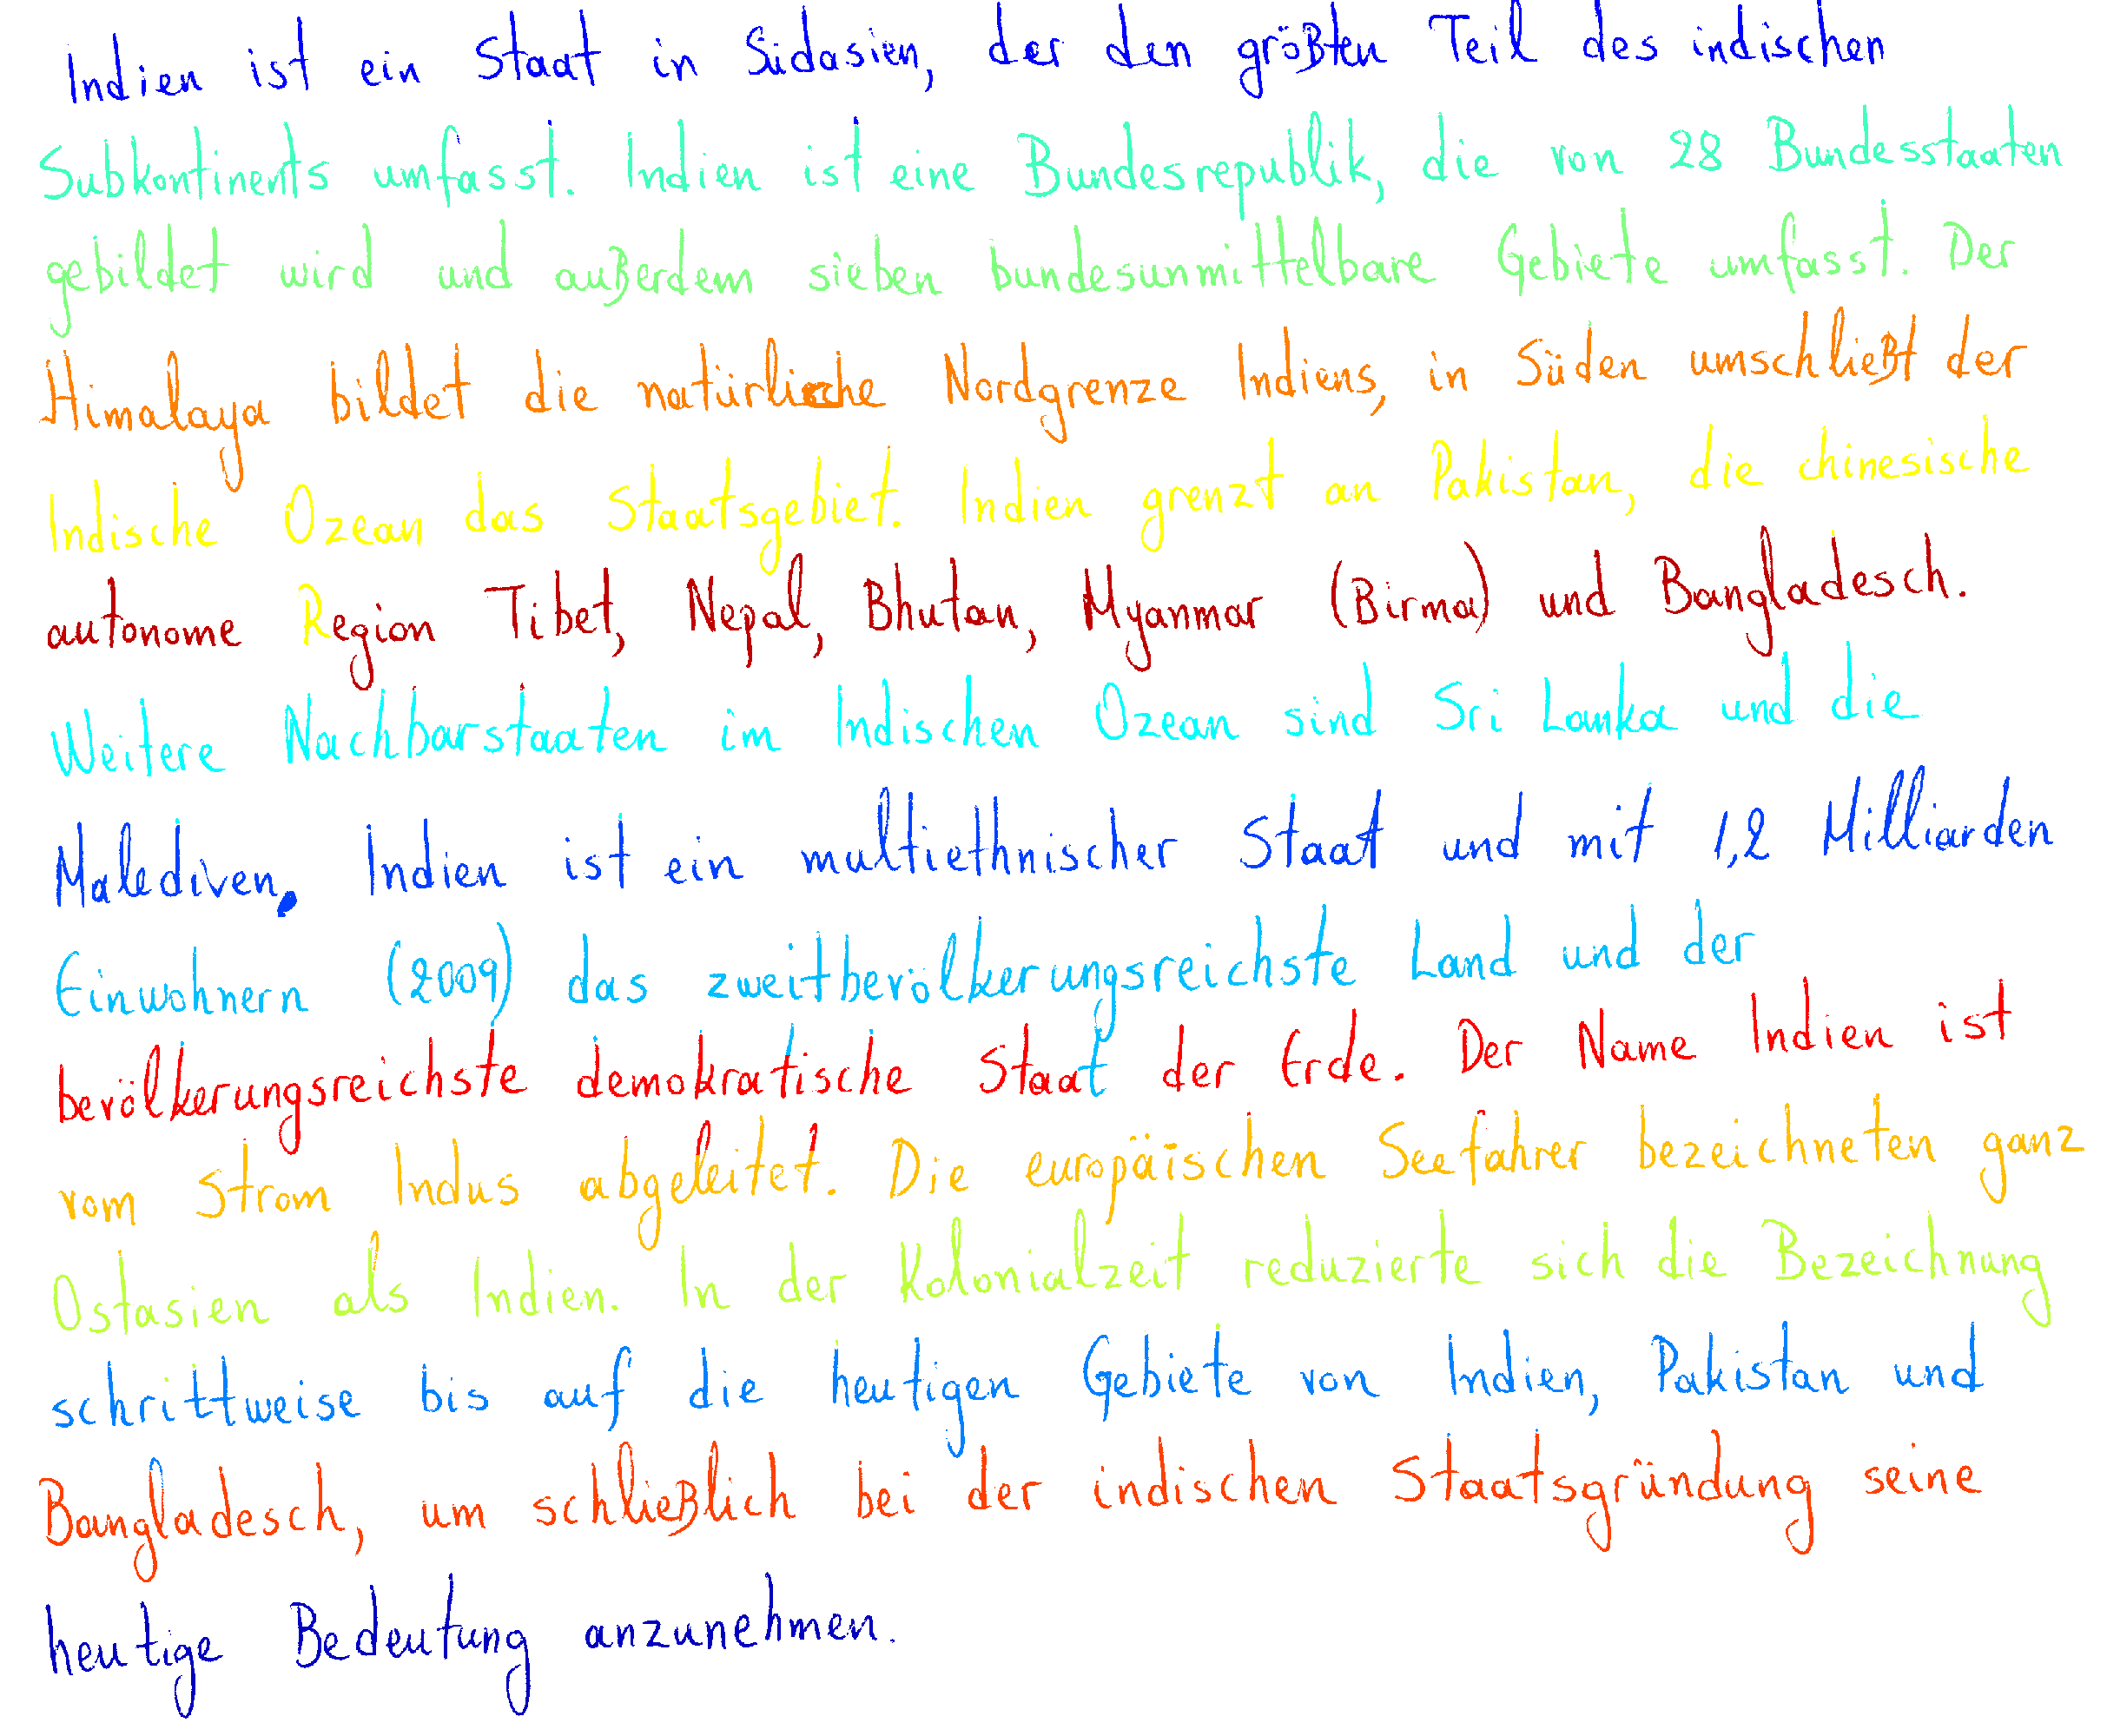 Indien ist ein Staat in Südasien, der den größten Teil des indischen
Subkontinents umfasst. Indien ist eine Bundesrepublik, die von 28 Bundesstaaten
gebildet wird und außerdem sieben bundesunmittelbare Gebiete umfasst. Der
Himalaya bildet die natürliche Nordgrenze Indiens, in Süden umschließt der
Indische Ozean das Staatsgebiet. Indien grenzt an Pakistan, die chinesische
autonome Region Tibet, Nepal, Bhutan, Myanmar (Birma) und Bangladesch.
Weitere Nachbarstaaten im Indischen Ozean sind Sri Lanka und die
Malediven. Indien ist ein multiethnischer Staat und mit 1,2 Milliarden
Einwohnern (2009) das zweitbevölkerungsreichste Land und der
bevölkerungsreichste demokratische Staat der Erde. Der Name Indien ist
vom Strom Indus abgeleitet. Die europäischen Seefahrer bezeichneten ganz
Ostasien als Indien. In der Kolonialzeit reduzierte sich die Bezeichnung
schrittweise bis auf die heutigen Gebiete von Indien, Pakistan und
Bangladesch, um schließlich bei der indischen Staatsgründung seine
heutige Bedeutung anzunehmen.